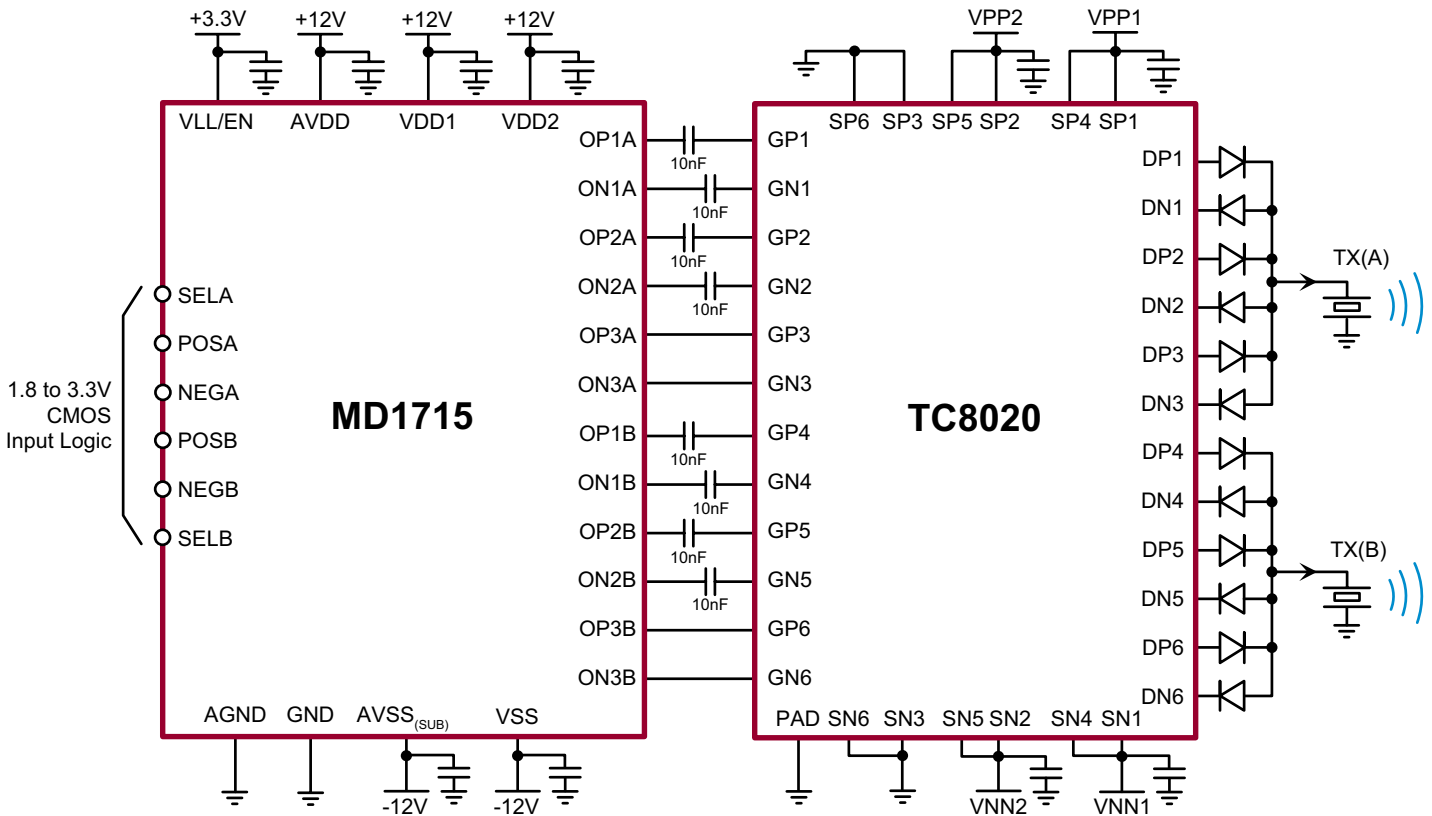 +3.3V
+12V
+12V
+12V
VPP2
VPP1
VLL/EN
AVDD
VDD1
VDD2
SP6
SP3
SP5
SP2
SP4
SP1
OP1A
10nF
GP1
ON1A
10nF
GN1
OP2A
10nF
GP2
ON2A
10nF
GN2
OP3A
GP3
ON3A
GN3
OP1B
10nF
GP4
ON1B
10nF
GN4
OP2B
10nF
GP5
ON2B
10nF
GN5
OP3B
GP6
ON3B
GN6
1.8 to 3.3V
CMOS
Input Logic
SELA
POSA
NEGA
POSB
NEGB
SELB
MD1715
TC8020
DP1
DN1
DP2
DN2
DP3
DN3
DP4
DN4
DP5
DN5
DP6
DN6
TX(A)
TX(B)
AGND
GND
AVSS(SUB)
VSS
PAD
SN6
SN3
SN5
SN2
SN4
SN1
-12V
-12V
VNN2
VNN1